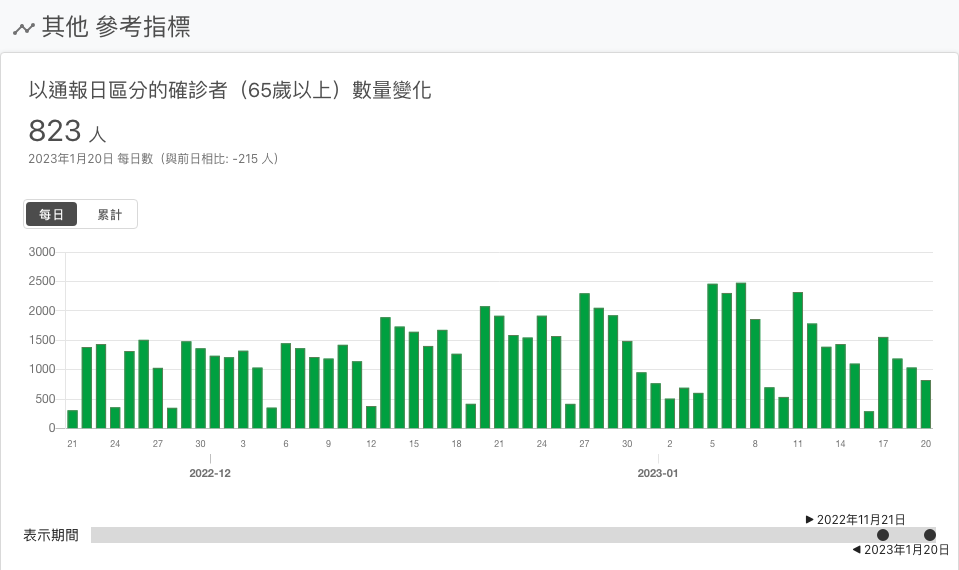 其他 參考指標
以通報日區分的確診者（65歲以上）數量變化
823 人
2023年1月20日 每日數（與前日相比: -215 人）
每日 累計
3000
2500
2000
1500
1000
500
0
21 24 27 30 3 6 9 12 15 18 21 24 27 30 2 5 8 11 14 17 20
2022-12 2023-01
▶ 2022年11月21日
表示期間
◀ 2023年1月20日